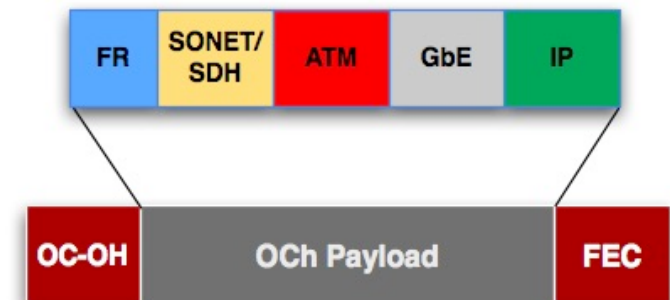 FR
SONET/
SDH
ATM
GbE
IP
OC-OH
OCh Payload
FEC